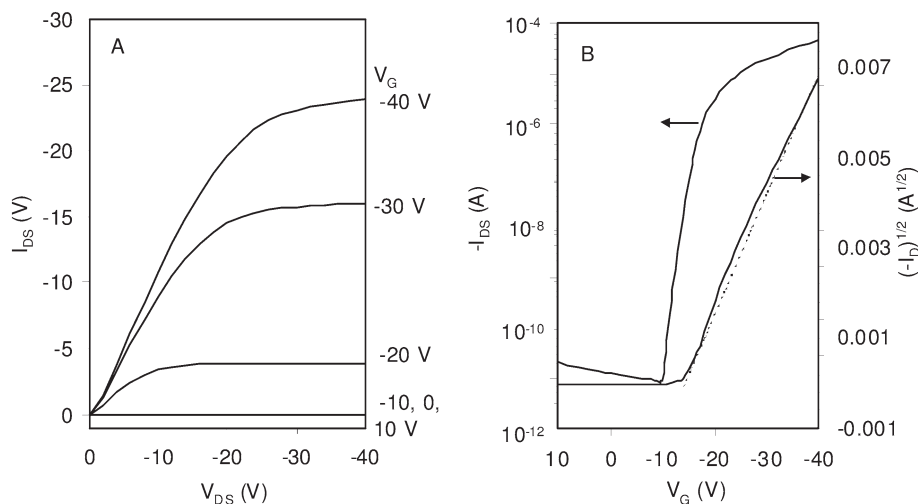 A
-30
-25
-20
-15
-10
-5
0
I_DS (V)
V_G
-40 V
-30 V
-20 V
-10, 0,
10 V
0
-10
-20
-30
-40
V_DS (V)
B
10^-4
10^-6
10^-8
10^-10
10^-12
-I_DS (A)
0.007
0.005
0.003
0.001
-0.001
(-I_D)^1/2 (A^1/2)
10
0
-10
-20
-30
-40
V_G (V)